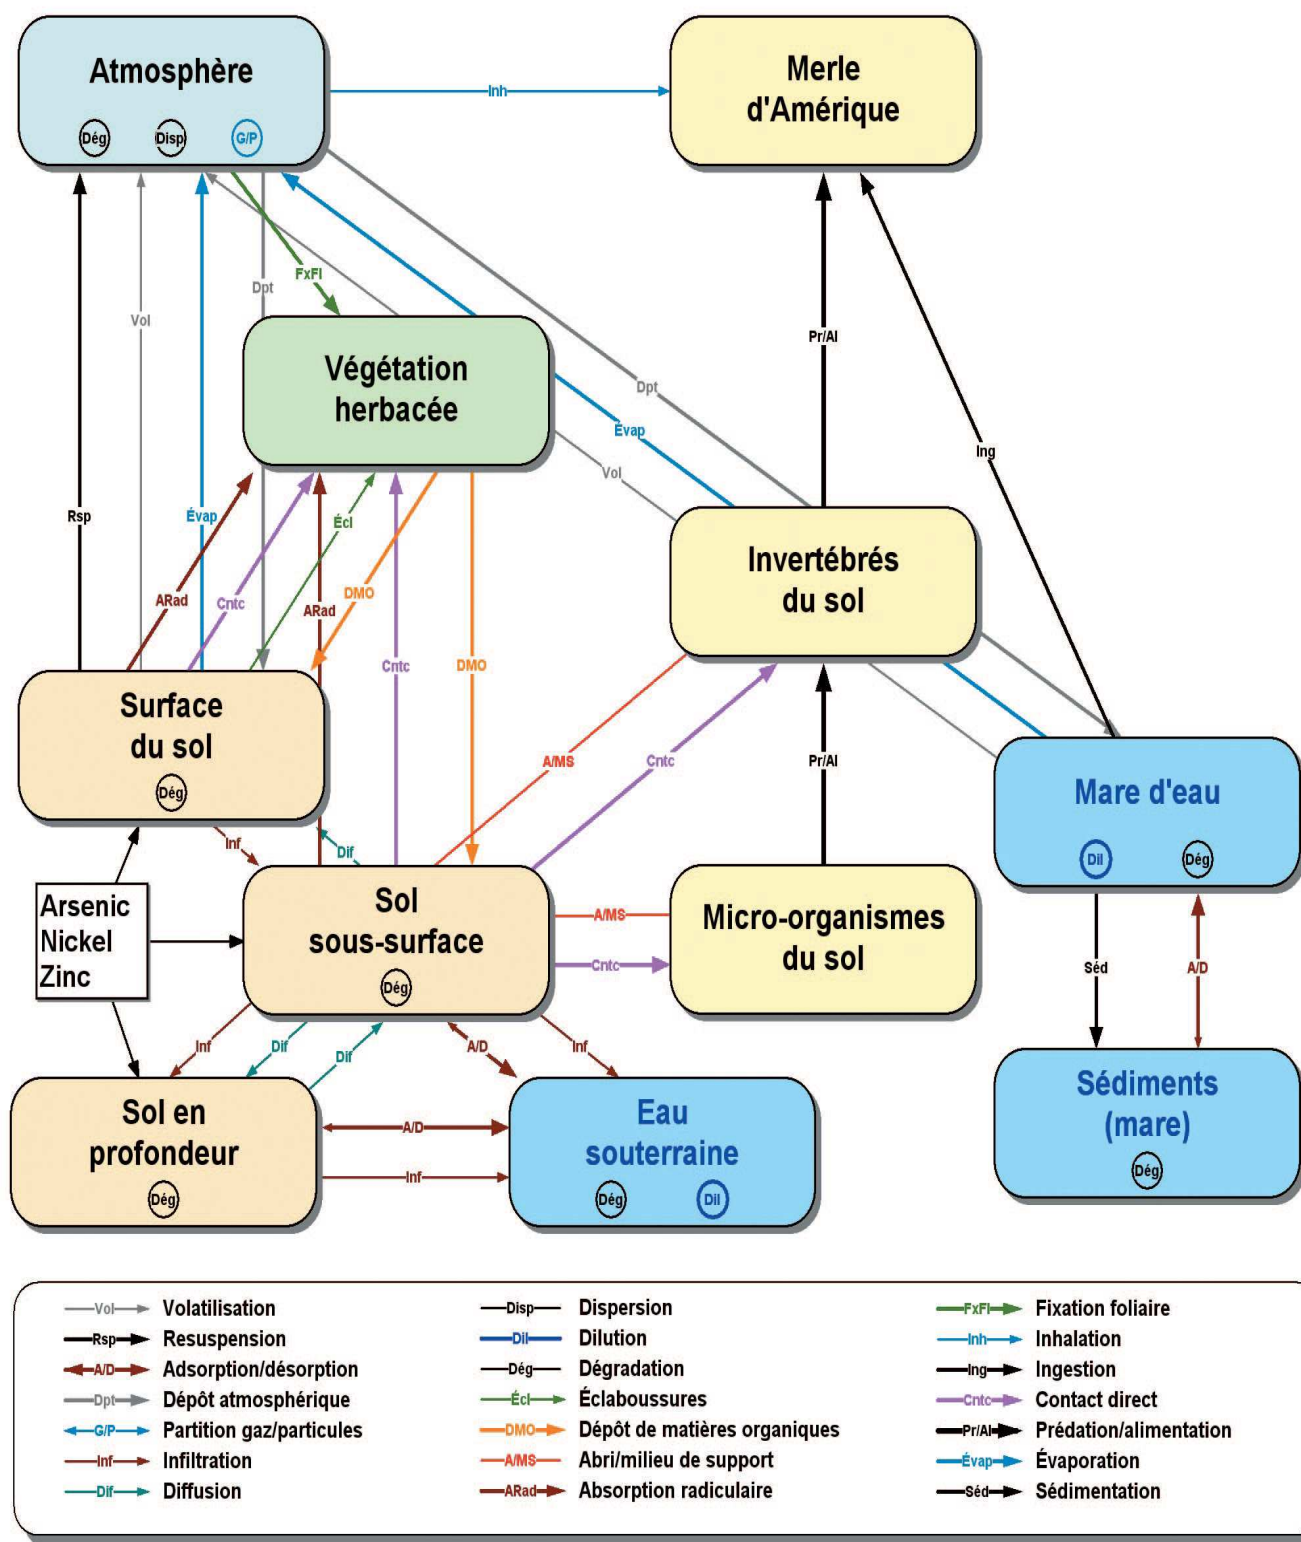 Atmosphère
Dég
Disp
G/P
Inh
Merle
d'Amérique
FxFl
Dpt
Vol
Végétation
herbacée
Pr/Al
Dpt
Évap
Vol
Ing
Rsp
Évap
Écl
ARad
Cntc
ARad
DMO
Cntc
DMO
Invertébrés
du sol
Surface
du sol
Dég
A/MS
Cntc
Pr/Al
Mare d'eau
Dil
Dég
Inf
Dif
Arsenic
Nickel
Zinc
Sol
sous-surface
Dég
A/MS
Cntc
Micro-organismes
du sol
Séd
A/D
Inf
Dif
Dif
A/D
Inf
Sol en
profondeur
Dég
A/D
Inf
Eau
souterraine
Dég
Dil
Sédiments
(mare)
Dég
Vol Volatilisation
Rsp Resuspension
A/D Adsorption/désorption
Dpt Dépôt atmosphérique
G/P Partition gaz/particules
Inf Infiltration
Dif Diffusion
Disp Dispersion
Dil Dilution
Dég Dégradation
Écl Éclaboussures
DMO Dépôt de matières organiques
A/MS Abri/milieu de support
ARad Absorption radiculaire
FxFl Fixation foliaire
Inh Inhalation
Ing Ingestion
Cntc Contact direct
Pr/Al Prédation/alimentation
Évap Évaporation
Séd Sédimentation